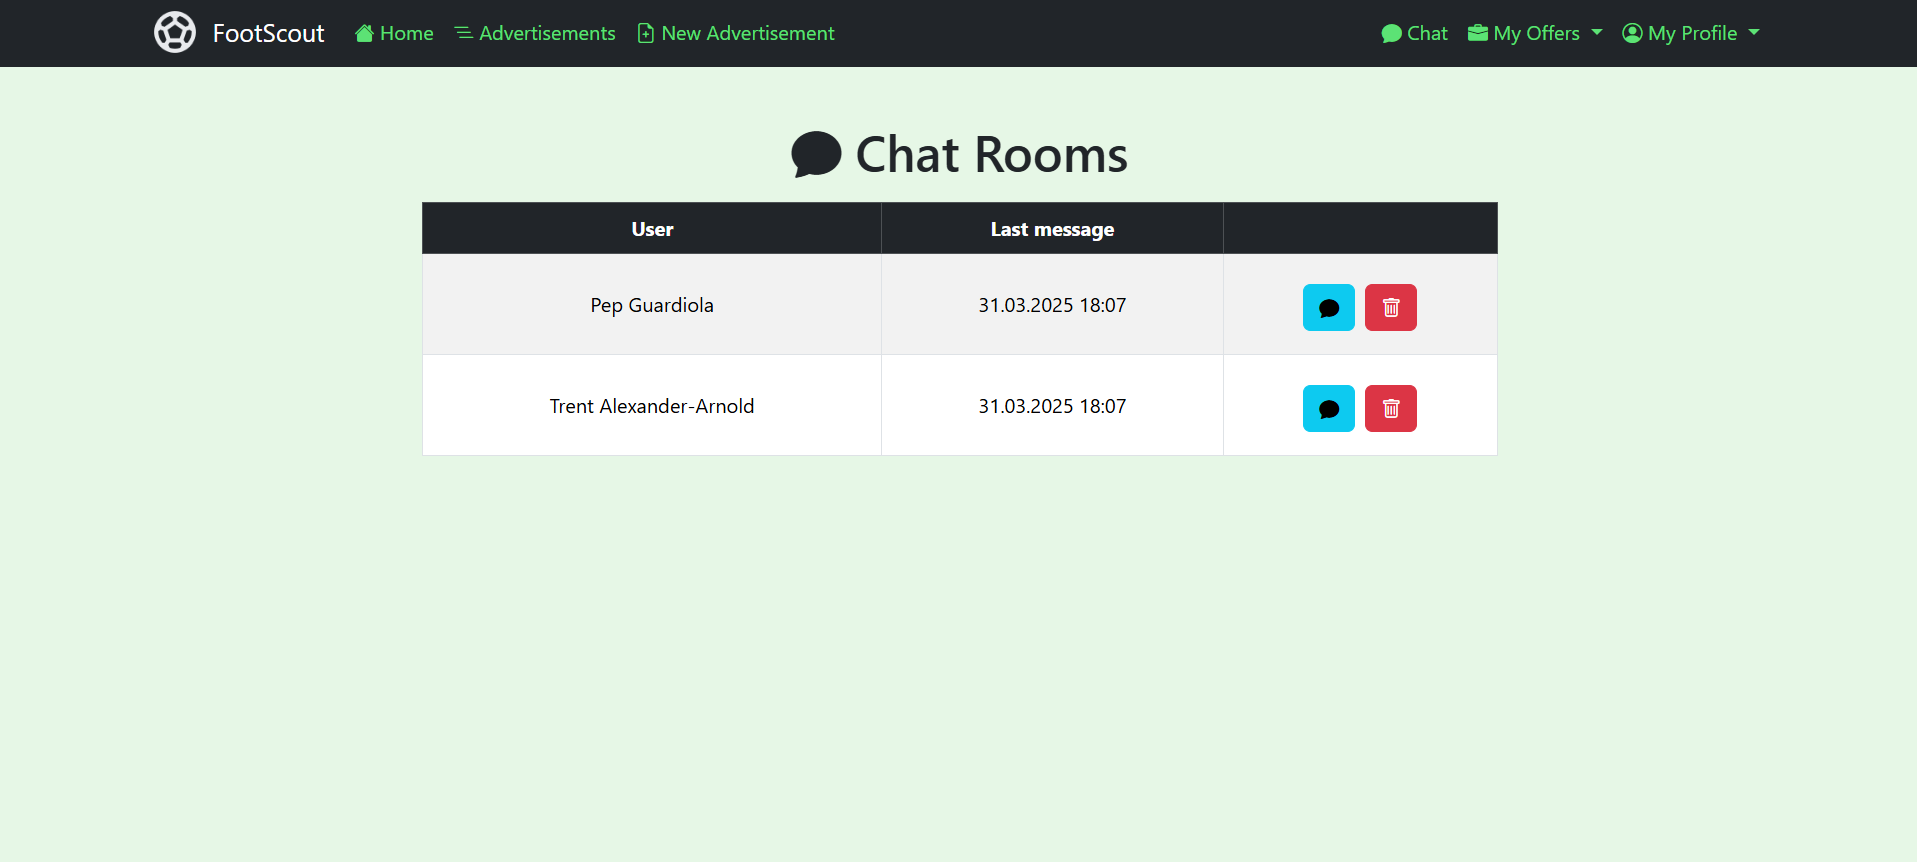 FootScout Home Advertisements New Advertisement Chat My Offers My Profile
Chat Rooms
User Last message
Pep Guardiola 31.03.2025 18:07
Trent Alexander-Arnold 31.03.2025 18:07